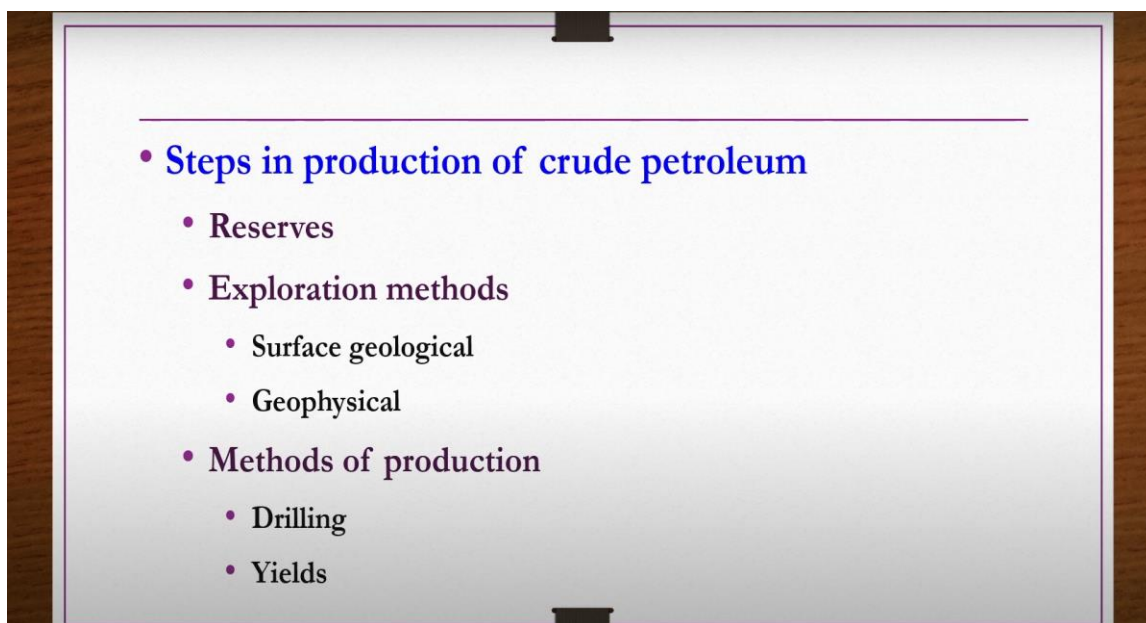 • Steps in production of crude petroleum
• Reserves
• Exploration methods
• Surface geological
• Geophysical
• Methods of production
• Drilling
• Yields